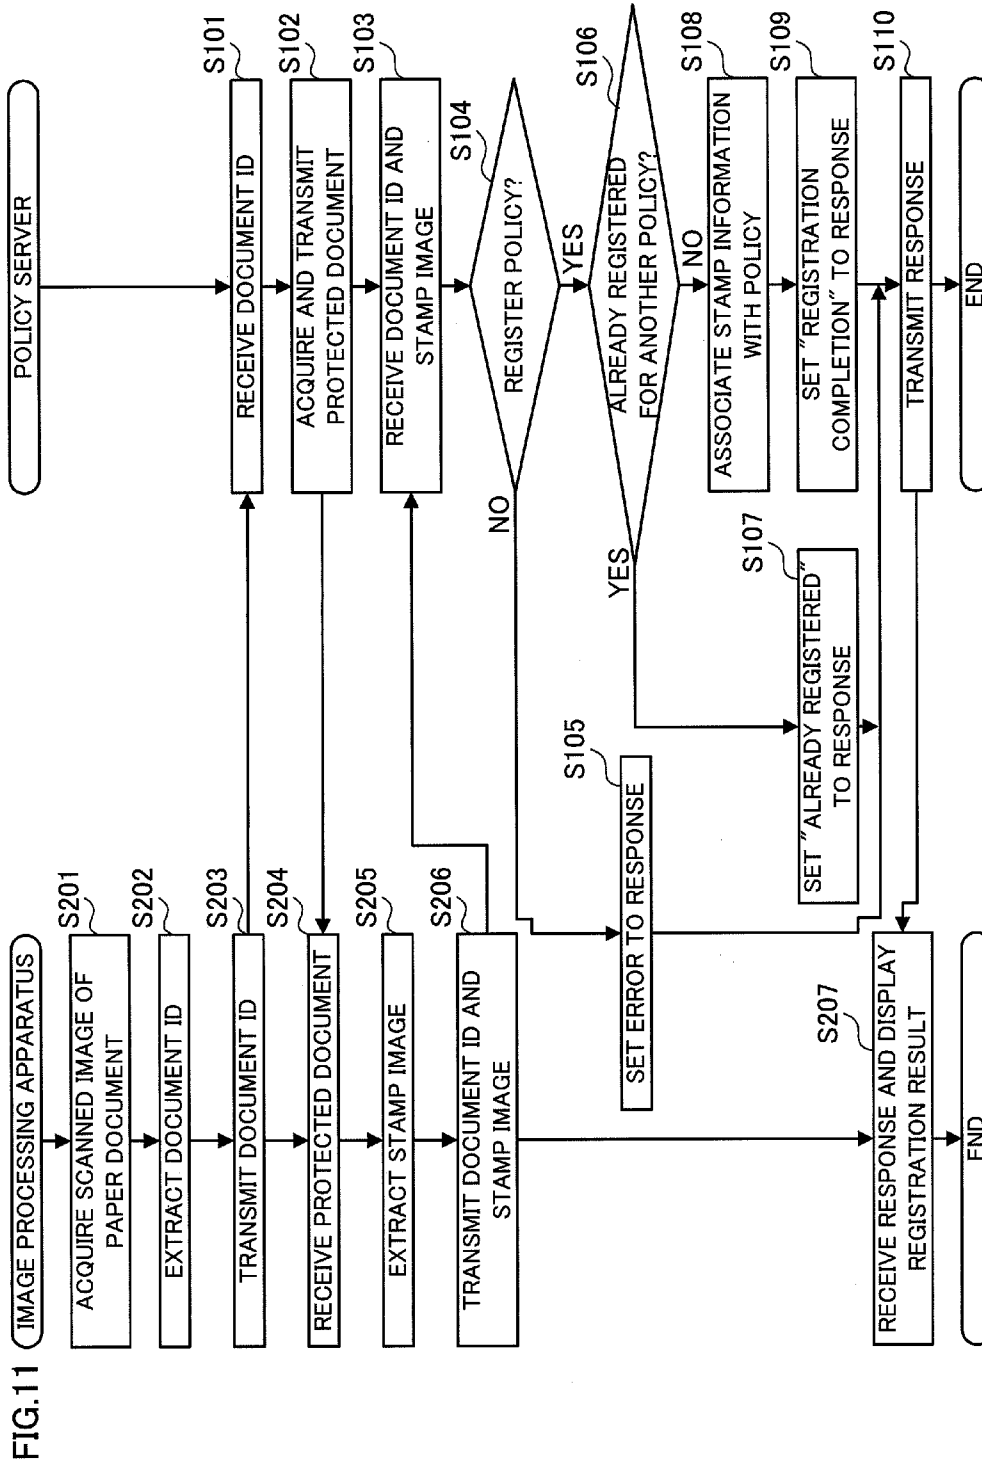 FIG.11
IMAGE PROCESSING APPARATUS
S201
ACQUIRE SCANNED IMAGE OF
PAPER DOCUMENT
S202
EXTRACT DOCUMENT ID
S203
TRANSMIT DOCUMENT ID
S204
RECEIVE PROTECTED DOCUMENT
S205
EXTRACT STAMP IMAGE
S206
TRANSMIT DOCUMENT ID AND
STAMP IMAGE
S207
RECEIVE RESPONSE AND DISPLAY
REGISTRATION RESULT
END
POLICY SERVER
S101
RECEIVE DOCUMENT ID
S102
ACQUIRE AND TRANSMIT
PROTECTED DOCUMENT
S103
RECEIVE DOCUMENT ID AND
STAMP IMAGE
S104
REGISTER POLICY?
NO
YES
S105
SET ERROR TO RESPONSE
S106
ALREADY REGISTERED
FOR ANOTHER POLICY?
YES
NO
S107
SET "ALREADY REGISTERED"
TO RESPONSE
S108
ASSOCIATE STAMP INFORMATION
WITH POLICY
S109
SET "REGISTRATION
COMPLETION" TO RESPONSE
S110
TRANSMIT RESPONSE
END